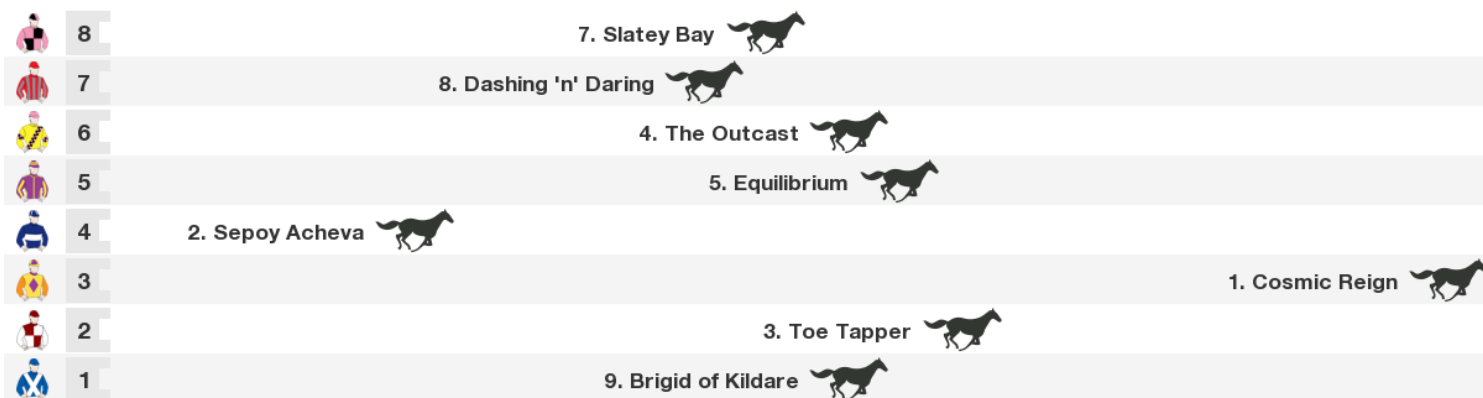 8 7. Slatey Bay
7 8. Dashing 'n' Daring
6 4. The Outcast
5 5. Equilibrium
4 2. Sepoy Acheva
3 1. Cosmic Reign
2 3. Toe Tapper
1 9. Brigid of Kildare